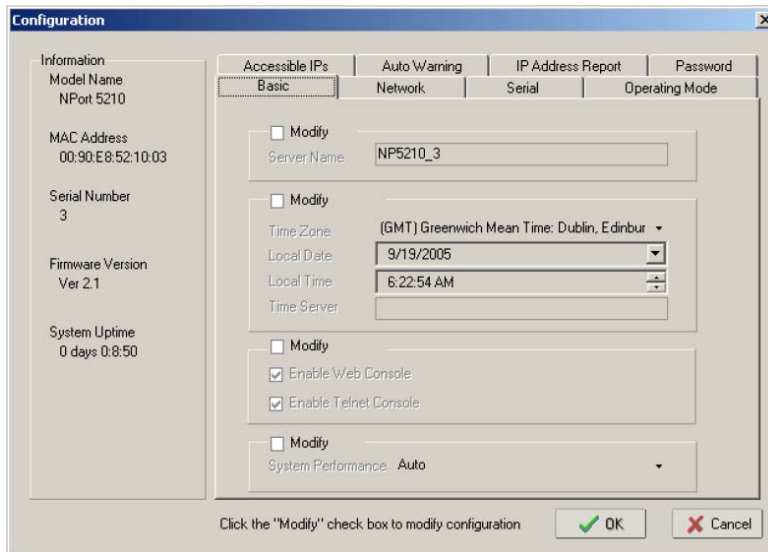 Configuration
Information
Model Name
NPort 5210
MAC Address
00:90:E8:52:10:03
Serial Number
3
Firmware Version
Ver 2.1
System Uptime
0 days 0:8:50
Accessible IPs
Auto Warning
IP Address Report
Password
Basic
Network
Serial
Operating Mode
Modify
Server Name
NP5210_3
Modify
Time Zone
(GMT) Greenwich Mean Time: Dublin, Edinbur
Local Date
9/19/2005
Local Time
6:22:54 AM
Time Server
Modify
Enable Web Console
Enable Telnet Console
Modify
System Performance
Auto
Click the "Modify" check box to modify configuration
OK
Cancel